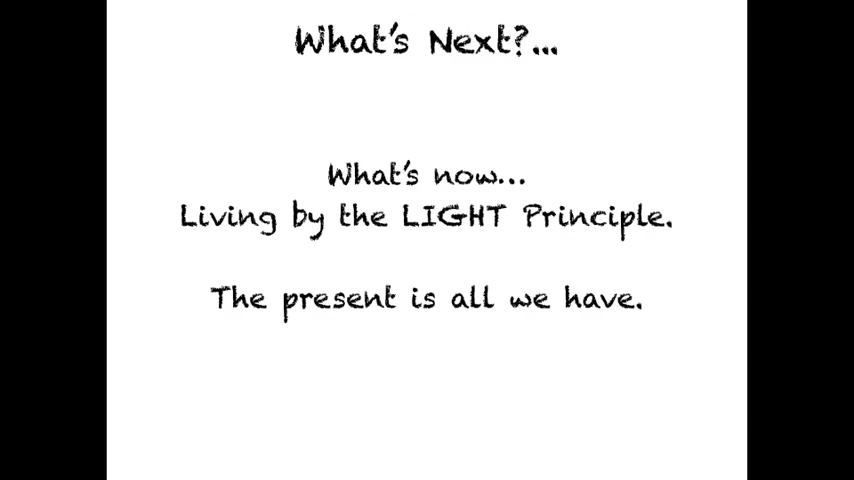 What's Next?...
What's now...
Living by the LIGHT Principle.
The present is all we have.